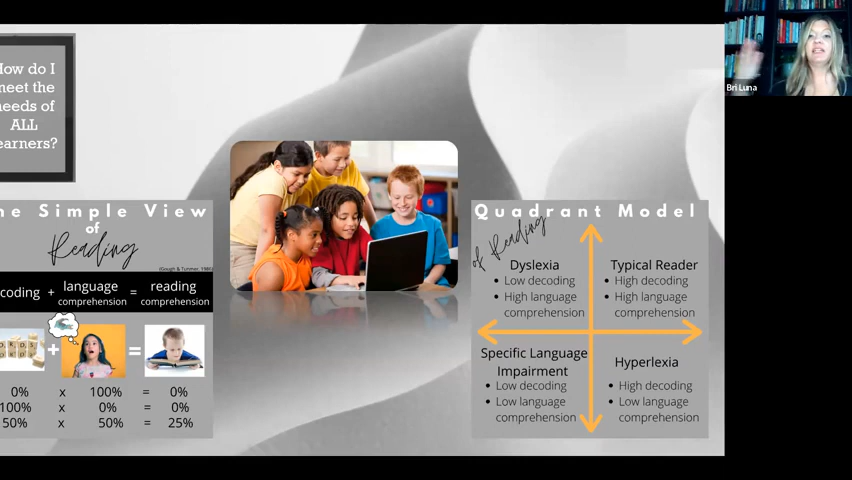 How do I
meet the
needs of
ALL
learners?
he Simple View
of
Reading
(Gough & Tunmer, 1986)
coding + language = reading
comprehension comprehension
0% x 100% = 0%
100% x 0% = 0%
50% x 50% = 25%
Quadrant Model
of Reading
Dyslexia
• Low decoding
• High language
comprehension
Typical Reader
• High decoding
• High language
comprehension
Specific Language
Impairment
• Low decoding
• Low language
comprehension
Hyperlexia
• High decoding
• Low language
comprehension
Bri Luna